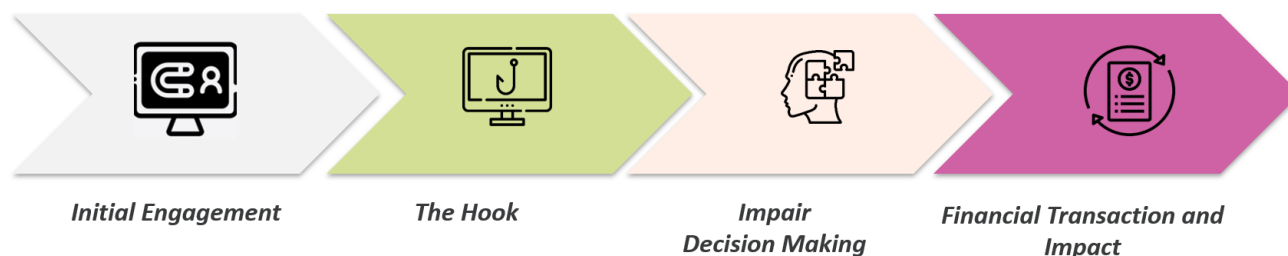 $
Initial Engagement
The Hook
Impair
Decision Making
Financial Transaction and
Impact